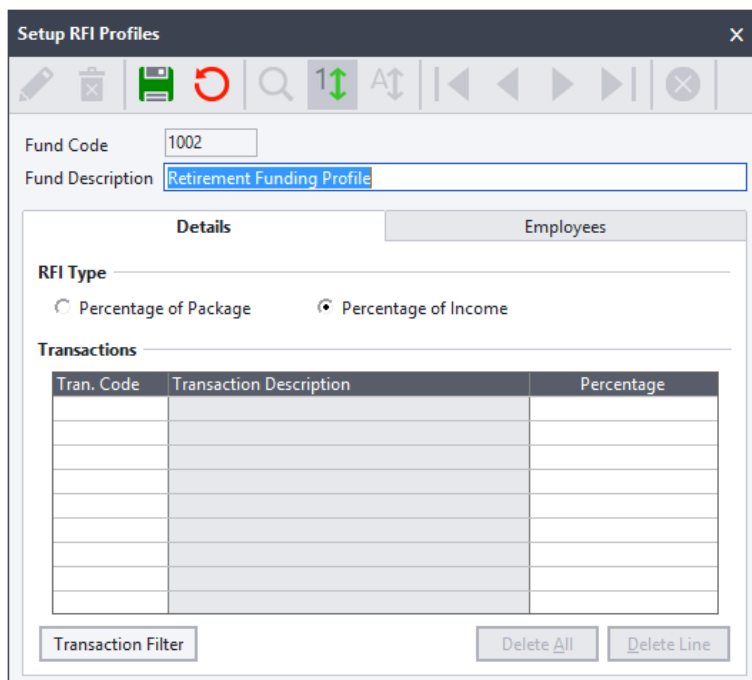 Setup RFI Profiles
1
A
Fund Code 1002
Fund Description Retirement Funding Profile
Details Employees
RFI Type
Percentage of Package Percentage of Income
Transactions
Tran. Code Transaction Description Percentage
Transaction Filter Delete All Delete Line